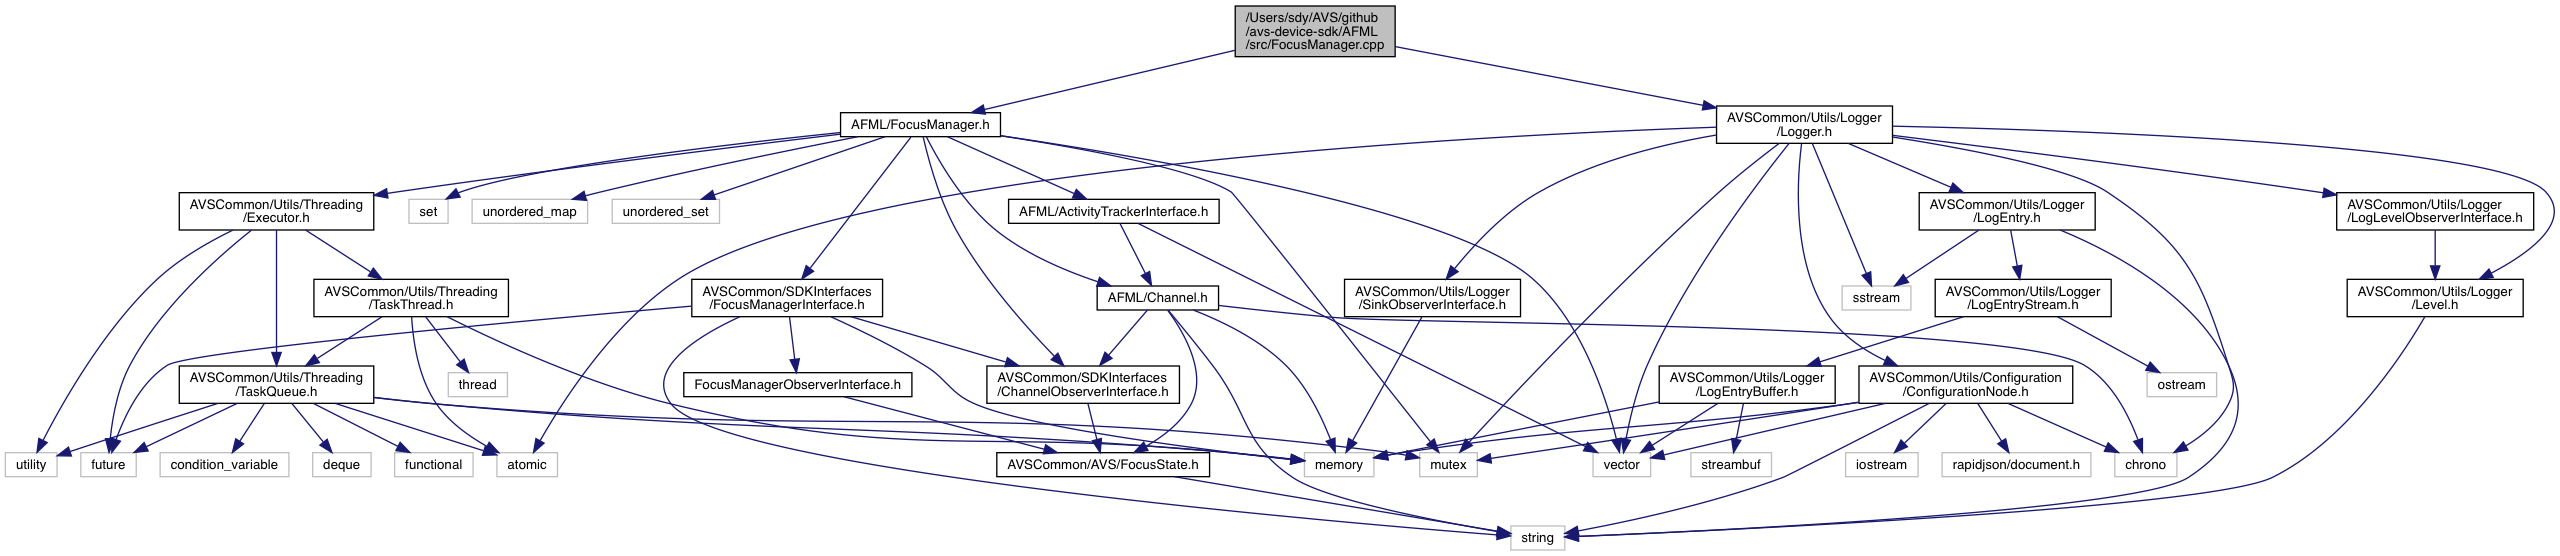 /Users/sdy/AVS/github
/avs-device-sdk/AFML
/src/FocusManager.cpp
AFML/FocusManager.h
AVSCommon/Utils/Logger
/Logger.h
AVSCommon/Utils/Threading
/Executor.h
set
unordered_map
unordered_set
AFML/ActivityTrackerInterface.h
AVSCommon/Utils/Logger
/LogEntry.h
AVSCommon/Utils/Logger
/LogLevelObserverInterface.h
AVSCommon/Utils/Threading
/TaskThread.h
AVSCommon/SDKInterfaces
/FocusManagerInterface.h
AFML/Channel.h
AVSCommon/Utils/Logger
/SinkObserverInterface.h
sstream
AVSCommon/Utils/Logger
/LogEntryStream.h
AVSCommon/Utils/Logger
/Level.h
AVSCommon/Utils/Threading
/TaskQueue.h
thread
FocusManagerObserverInterface.h
AVSCommon/SDKInterfaces
/ChannelObserverInterface.h
AVSCommon/Utils/Logger
/LogEntryBuffer.h
AVSCommon/Utils/Configuration
/ConfigurationNode.h
ostream
utility
future
condition_variable
deque
functional
atomic
AVSCommon/AVS/FocusState.h
memory
mutex
vector
streambuf
iostream
rapidjson/document.h
chrono
string